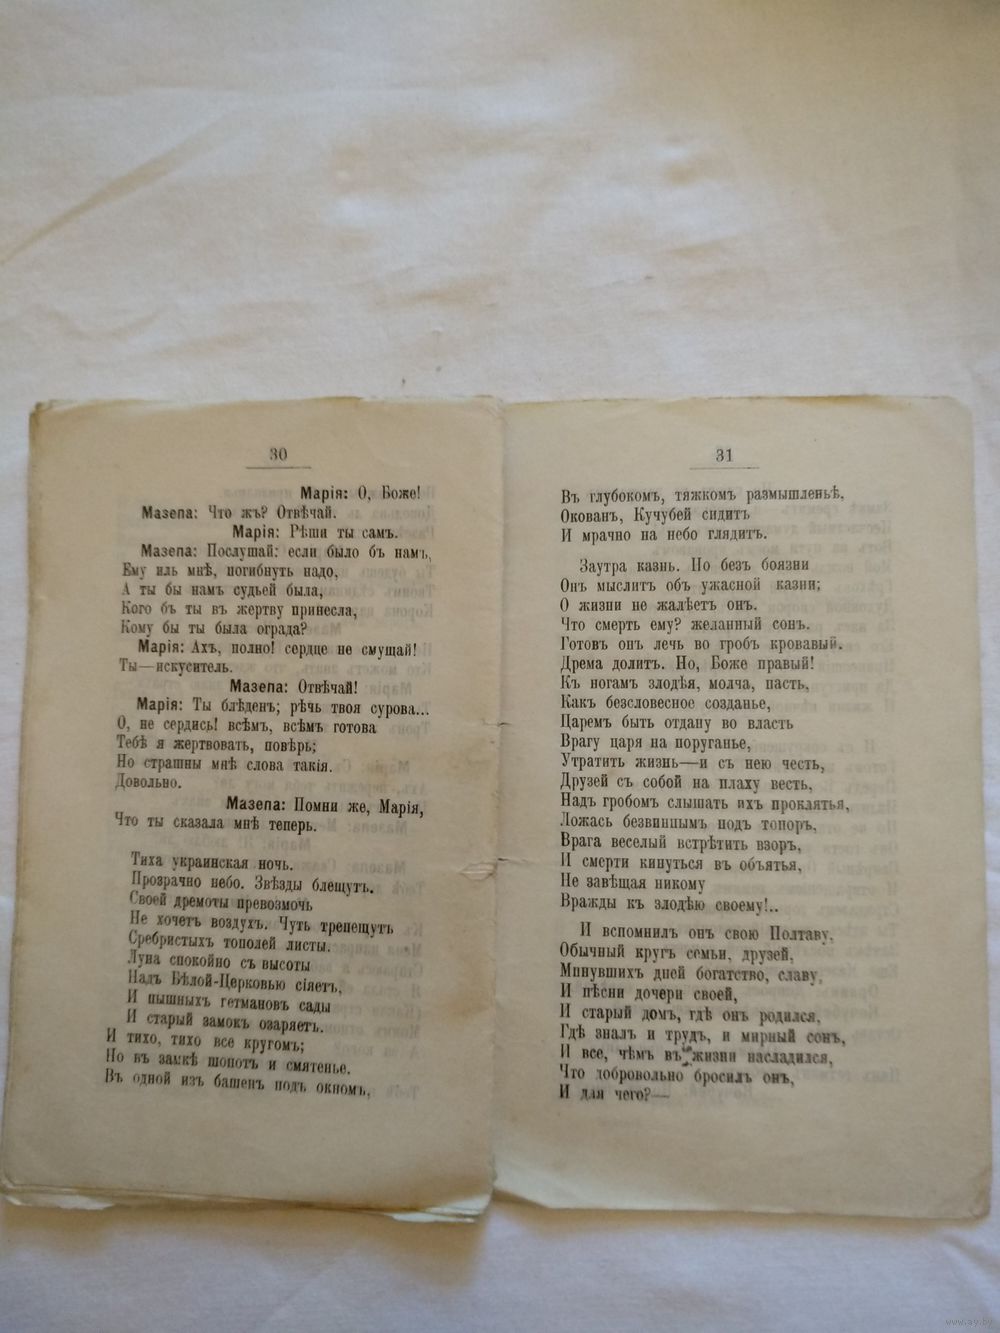 30
Марія: О, Боже!
Мазепа: Что жъ? Отвѣчай.
Марія: Рѣши ты самъ.
Мазепа: Послушай: если было бъ намъ,
Ему иль мнѣ, погибнуть надо,
А ты бы намъ судьей была,
Кого бъ ты въ жертву принесла,
Кому бы ты была ограда?
Марія: Ахъ, полно! сердце не смущай!
Ты—искуситель.
Мазепа: Отвѣчай!
Марія: Ты блѣденъ; рѣчь твоя сурова...
О, не сердись! всѣмъ, всѣмъ готова
Тебѣ я жертвовать, повѣрь;
Но страшны мнѣ слова такія.
Довольно.
Мазепа: Помни же, Марія,
Что ты сказала мнѣ теперь.
Тиха украинская ночь.
Прозрачно небо. Звѣзды блещутъ.
Своей дремоты превозмочь
Не хочетъ воздухъ. Чуть трепещутъ
Сребристыхъ тополей листы.
Луна спокойно съ высоты
Надъ Бѣлой-Церковью сіяетъ,
И пышныхъ гетмановъ сады
И старый замокъ озаряетъ.
И тихо, тихо все кругомъ;
Но въ замкѣ шопотъ и смятенье.
Въ одной изъ башенъ подъ окномъ,
31
Въ глубокомъ, тяжкомъ размышленьѣ,
Окованъ, Кучубей сидитъ
И мрачно на небо глядитъ.
Заутра казнь. Но безъ боязни
Онъ мыслитъ объ ужасной казни;
О жизни не жалѣетъ онъ.
Что смерть ему? желанный сонъ.
Готовъ онъ лечь во гробъ кровавый.
Дрема долитъ. Но, Боже правый!
Къ ногамъ злодѣя, молча, пасть,
Какъ безсловесное созданье,
Царемъ быть отдану во власть
Врагу царя на поруганье,
Утратить жизнь—и съ нею честь,
Друзей съ собой на плаху весть,
Надъ гробомъ слышать ихъ проклятья,
Ложась безвиннымъ подъ топоръ,
Врага веселый встрѣтить взоръ,
И смерти кинуться въ объятья,
Не завѣщая никому
Вражды къ злодѣю своему!..
И вспомнилъ онъ свою Полтаву,
Обычный кругъ семьи, друзей,
Минувшихъ дней богатство, славу,
И пѣсни дочери своей,
И старый домъ, гдѣ онъ родился,
Гдѣ зналъ и трудъ, и мирный сонъ,
И все, чѣмъ въ жизни насладился,
Что добровольно бросилъ онъ,
И для чего?—
www.ay.by